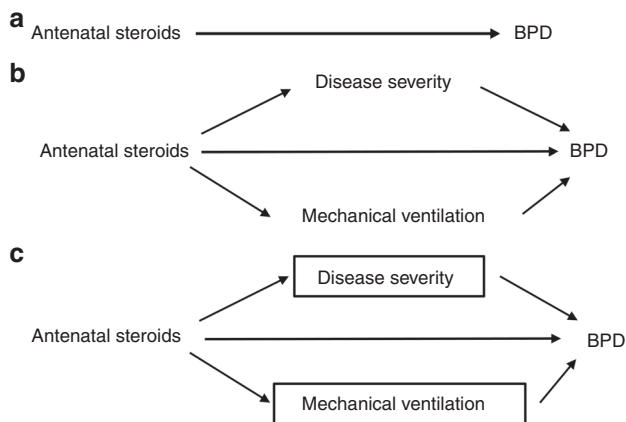 a
Antenatal steroids BPD
b
Disease severity
Antenatal steroids BPD
Mechanical ventilation
c
Disease severity
Antenatal steroids BPD
Mechanical ventilation